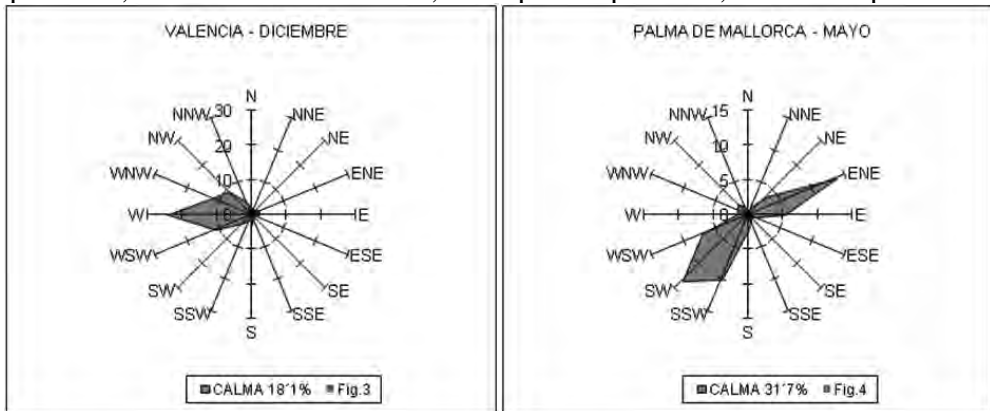 VALENCIA - DICIEMBRE
N
NNE
NE
ENE
E
ESE
SE
SSE
S
SSW
SW
WSW
W
WNW
NW
NNW
30
20
10
0
CALMA 18'1% Fig.3
PALMA DE MALLORCA - MAYO
N
NNE
NE
ENE
E
ESE
SE
SSE
S
SSW
SW
WSW
W
WNW
NW
NNW
15
10
5
0
CALMA 31'7% Fig.4